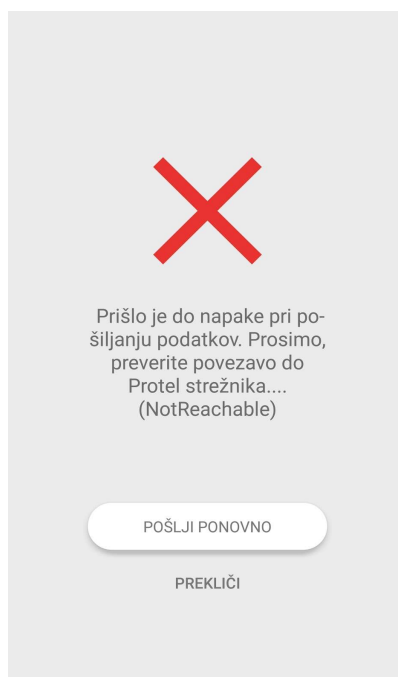 Prišlo je do napake pri po-
šiljanju podatkov. Prosimo,
preverite povezavo do
Protel strežnika....
(NotReachable)
POŠLJI PONOVNO
PREKLIČI